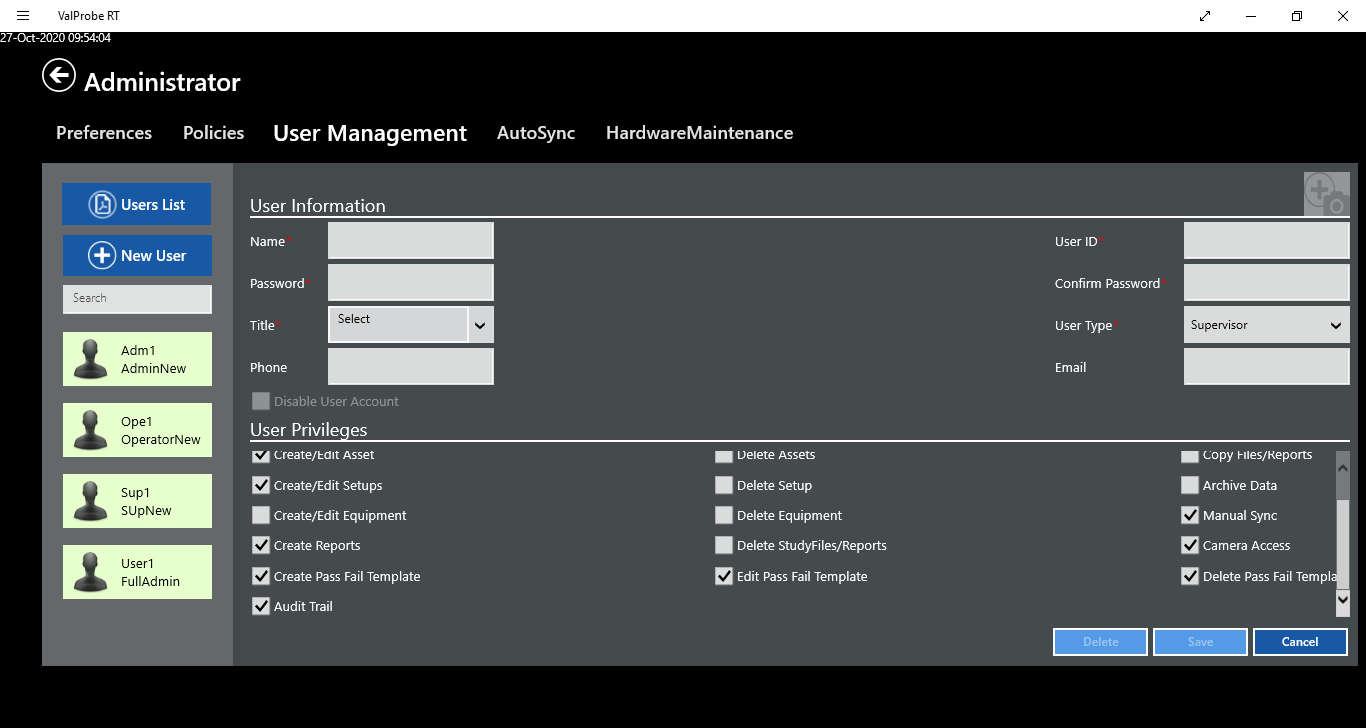 ValProbe RT
27-Oct-2020 09:54:04
Administrator
Preferences Policies User Management AutoSync HardwareMaintenance
Users List
New User
Search
Adm1
AdminNew
Ope1
OperatorNew
Sup1
SUpNew
User1
FullAdmin
User Information
Name* User ID*
Password* Confirm Password*
Title* Select User Type* Supervisor
Phone Email
Disable User Account
User Privileges
Create/Edit Asset Delete Assets Copy Files/Reports
Create/Edit Setups Delete Setup Archive Data
Create/Edit Equipment Delete Equipment Manual Sync
Create Reports Delete StudyFiles/Reports Camera Access
Create Pass Fail Template Edit Pass Fail Template Delete Pass Fail Templa
Audit Trail
Delete Save Cancel